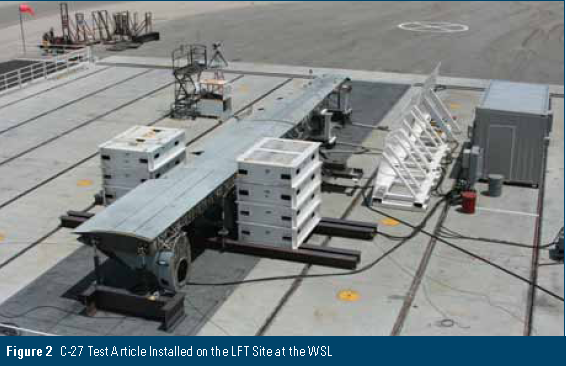 Figure 2 C-27 Test Article Installed on the LFT Site at the WSL